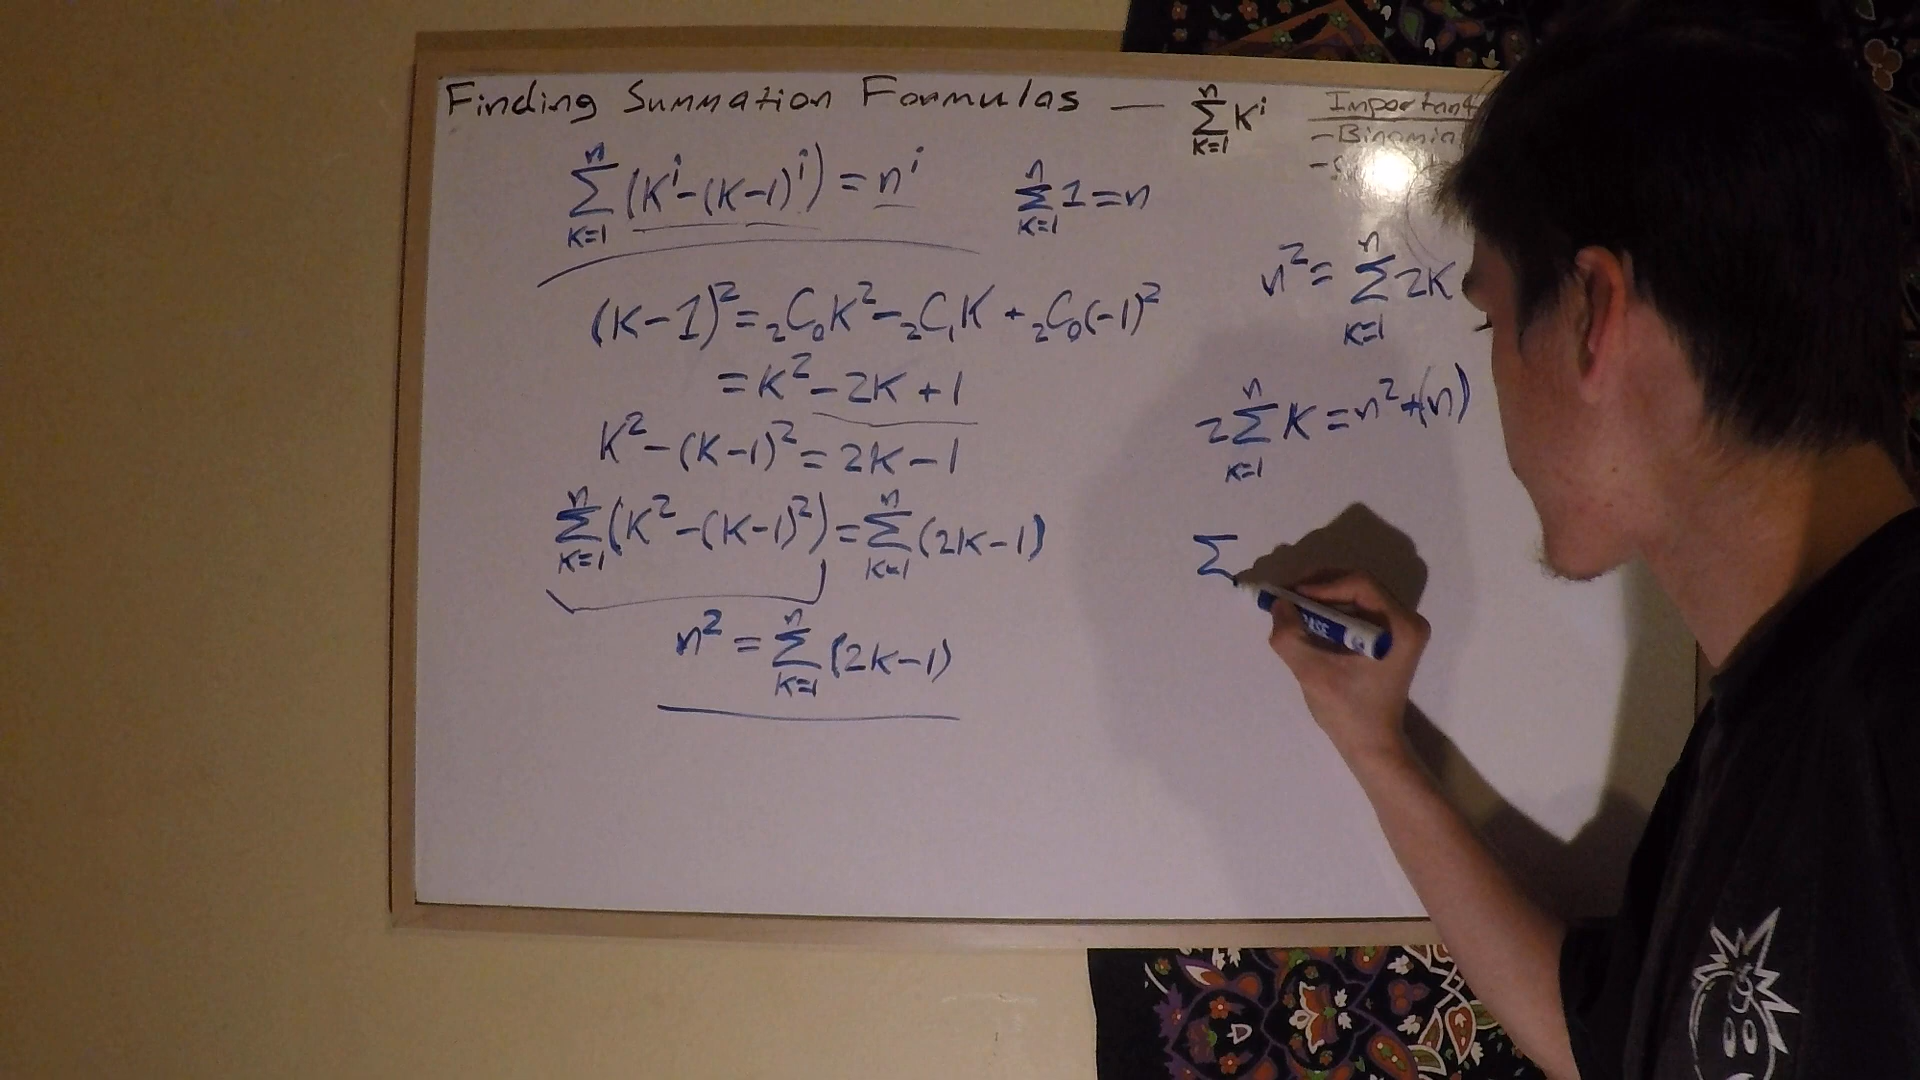 Finding Summation Formulas — n Σ k=1 K^i
Important
-Binomial
n Σ k=1 (K^i-(K-1)^i) = n^i
n Σ k=1 1=n
(K-1)^2=₂C₀K^2-₂C₁K + ₂C₀(-1)^2
=K^2-2K+1
K^2-(K-1)^2=2K-1
n Σ k=1 (K^2-(K-1)^2)= n Σ k=1 (2K-1)
n^2 = n Σ k=1 (2K-1)
n^2= n Σ k=1 2K
2 n Σ k=1 K=n^2+(n)
Σ